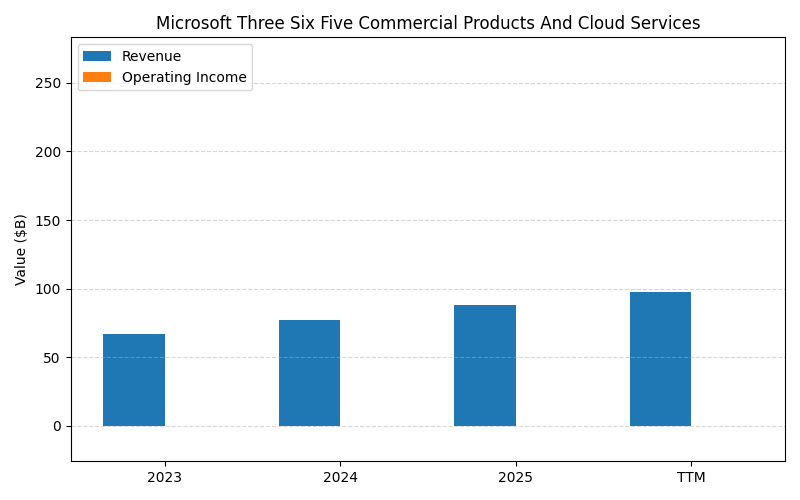 Microsoft Three Six Five Commercial Products And Cloud Services
Revenue
Operating Income
Value ($B)
250
200
150
100
50
0
2023 2024 2025 TTM